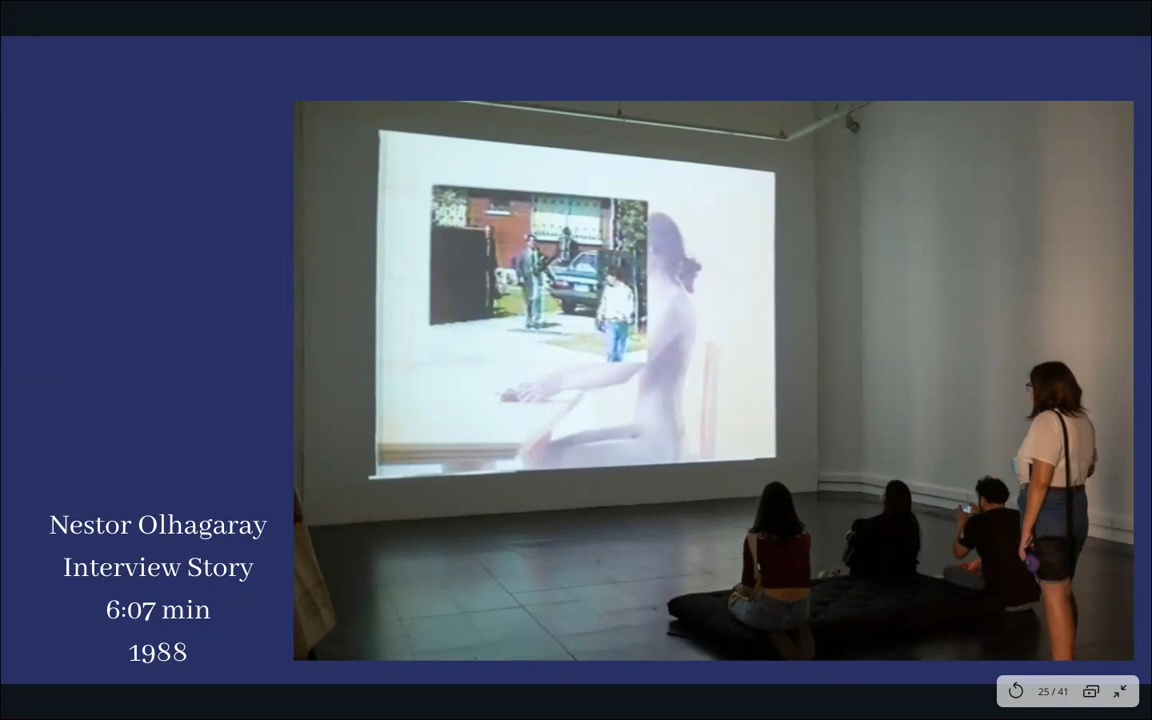 Nestor Olhagaray
Interview Story
6:07 min
1988
25 / 41